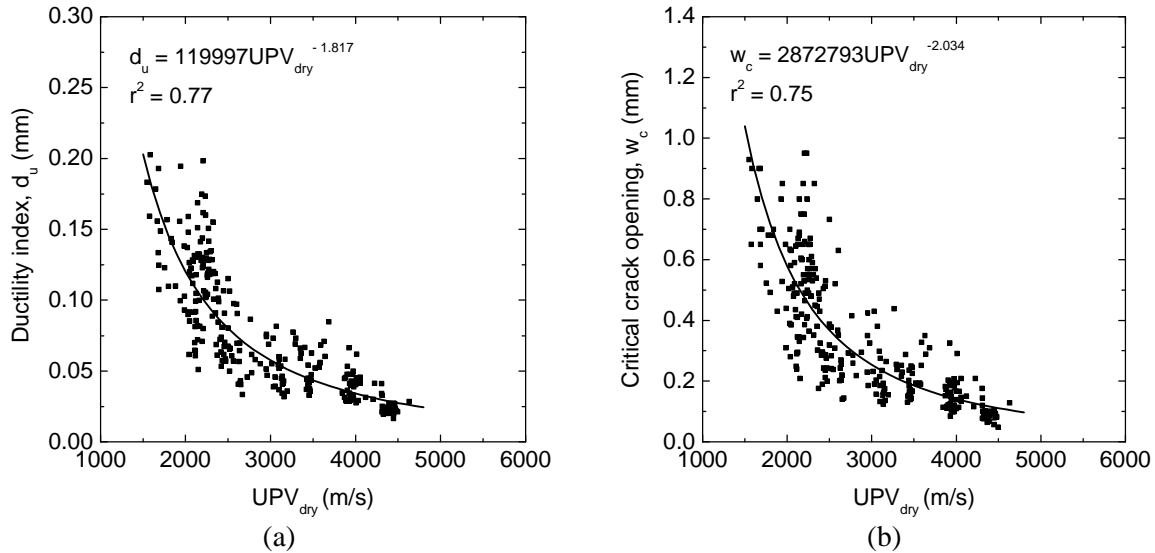 d_u = 119997UPV_dry^- 1.817
r^2 = 0.77
0.30
0.25
0.20
0.15
0.10
0.05
0.00
Ductility index, d_u (mm)
1000 2000 3000 4000 5000 6000
UPV_dry (m/s)
(a)
w_c = 2872793UPV_dry^-2.034
r^2 = 0.75
1.4
1.2
1.0
0.8
0.6
0.4
0.2
0.0
Critical crack opening, w_c (mm)
1000 2000 3000 4000 5000 6000
UPV_dry (m/s)
(b)